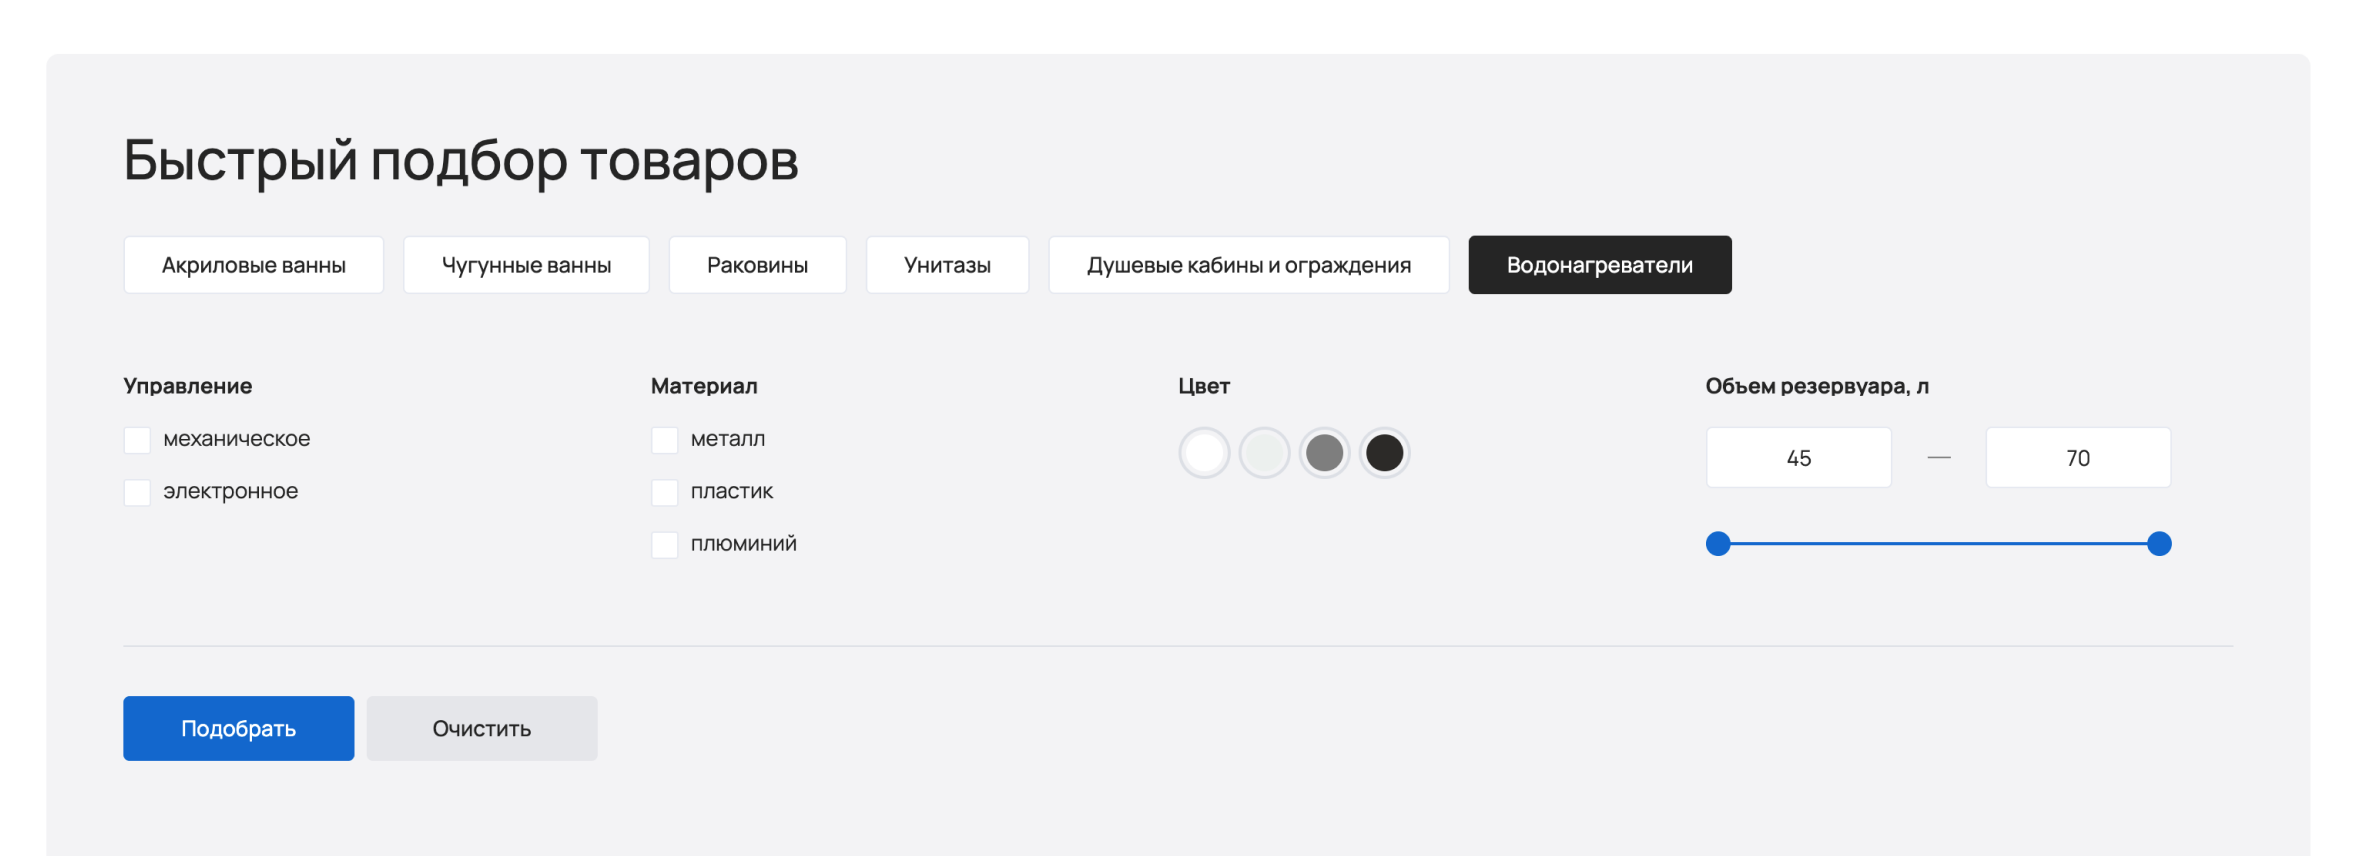 Быстрый подбор товаров
Акриловые ванны Чугунные ванны Раковины Унитазы Душевые кабины и ограждения Водонагреватели
Управление Материал Цвет Объем резервуара, л
механическое металл 45 — 70
электронное пластик
плюминий
Подобрать Очистить